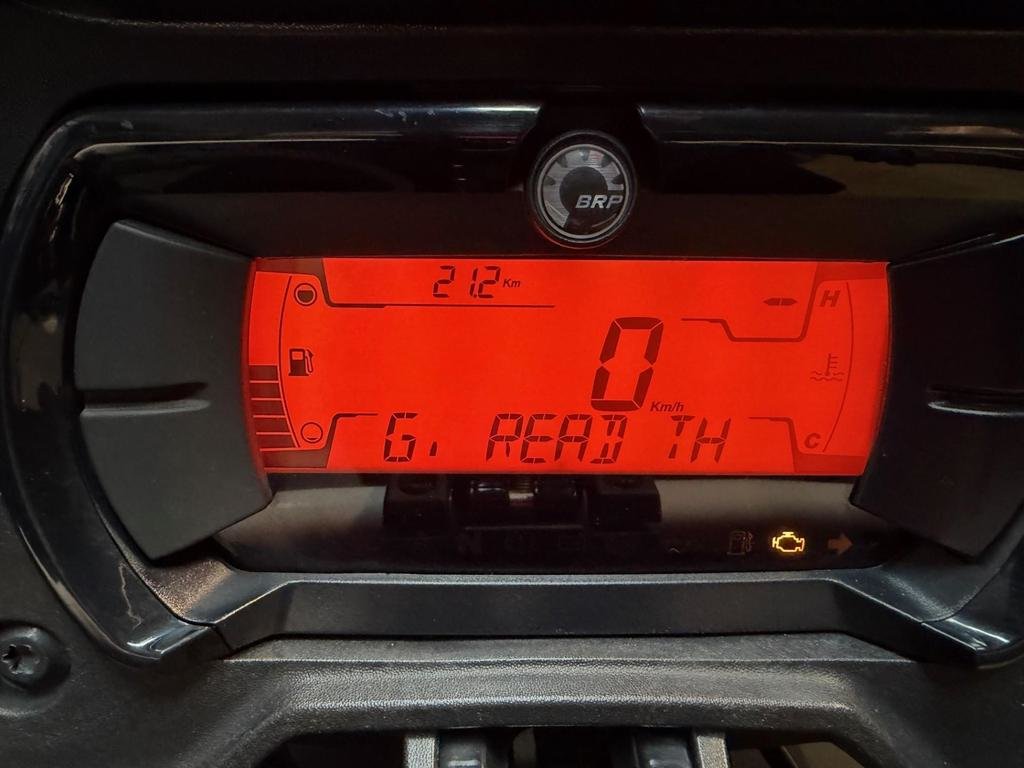 BRP
21.2 Km
H
0 Km/h
G, READ TH
C